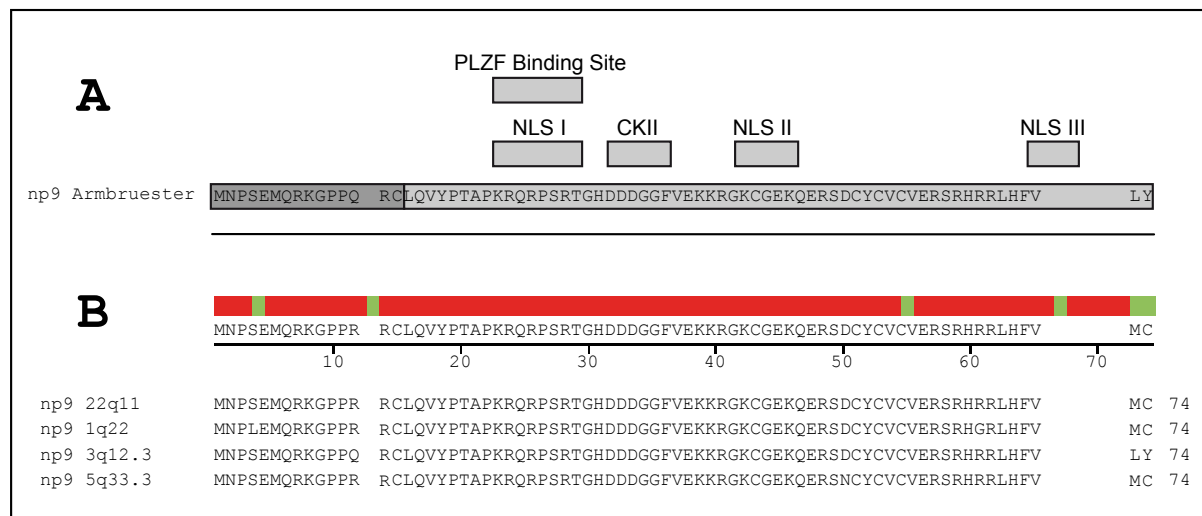 A
PLZF Binding Site
NLS I CKII NLS II NLS III
np9 Armbruester MNPSEMQRKGPPQ RCLQVYPTAPKRQRPSRTGHDDDGGFVEKKRGKCGEKQERSDCYCVCVERSRHRRLHFV LY
B
MNPSEMQRKGPPR RCLQVYPTAPKRQRPSRTGHDDDGGFVEKKRGKCGEKQERSDCYCVCVERSRHRRLHFV MC
10 20 30 40 50 60 70
np9 22q11 MNPSEMQRKGPPR RCLQVYPTAPKRQRPSRTGHDDDGGFVEKKRGKCGEKQERSDCYCVCVERSRHRRLHFV MC 74
np9 1q22 MNPLEMQRKGPPR RCLQVYPTAPKRQRPSRTGHDDDGGFVEKKRGKCGEKQERSDCYCVCVERSRHGRLHFV MC 74
np9 3q12.3 MNPSEMQRKGPPQ RCLQVYPTAPKRQRPSRTGHDDDGGFVEKKRGKCGEKQERSDCYCVCVERSRHRRLHFV LY 74
np9 5q33.3 MNPSEMQRKGPPR RCLQVYPTAPKRQRPSRTGHDDDGGFVEKKRGKCGEKQERSNCYCVCVERSRHRRLHFV MC 74